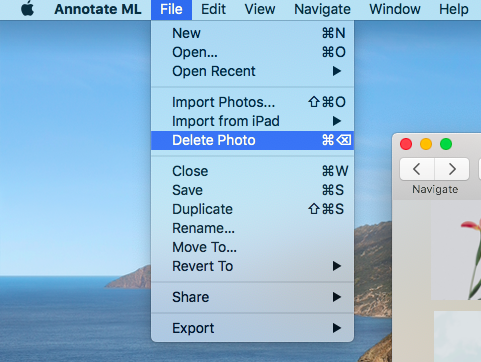 Annotate ML File Edit View Navigate Window Help
New ⌘N
Open... ⌘O
Open Recent ▶
Import Photos... ⇧⌘O
Import from iPad ▶
Delete Photo ⌘⌫
Close ⌘W
Save ⌘S
Duplicate ⇧⌘S
Rename...
Move To...
Revert To ▶
Share ▶
Export ▶
Navigate